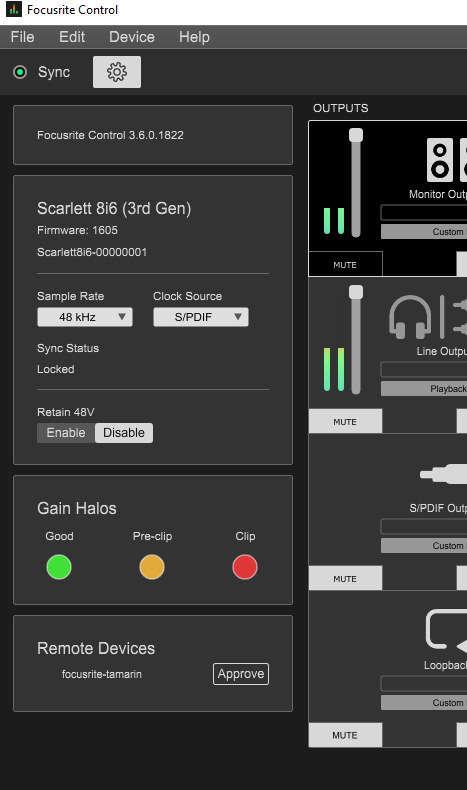 Focusrite Control
File Edit Device Help
Sync
Focusrite Control 3.6.0.1822
Scarlett 8i6 (3rd Gen)
Firmware: 1605
Scarlett8i6-00000001
Sample Rate Clock Source
48 kHz S/PDIF
Sync Status
Locked
Retain 48V
Enable Disable
Gain Halos
Good Pre-clip Clip
Remote Devices
focusrite-tamarin Approve
OUTPUTS
Monitor Outp
Custom
MUTE
Line Outpu
Playback
MUTE
S/PDIF Outp
Custom
MUTE
Loopback
Custom
MUTE